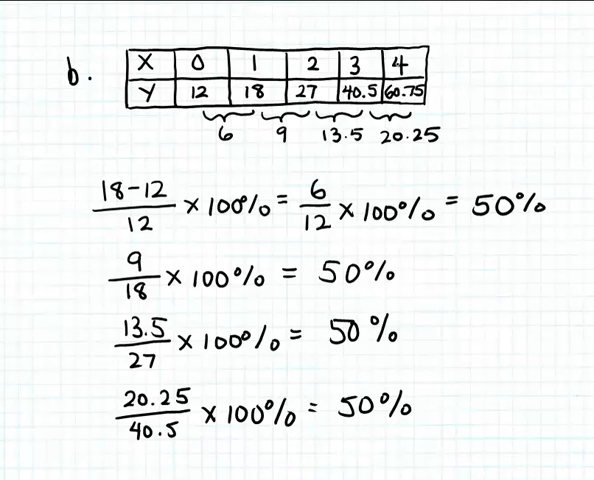 b.
X 0 1 2 3 4
Y 12 18 27 40.5 60.75
6 9 13.5 20.25
18-12/12 × 100% = 6/12 × 100% = 50%
9/18 × 100% = 50%
13.5/27 × 100% = 50%
20.25/40.5 × 100% = 50%